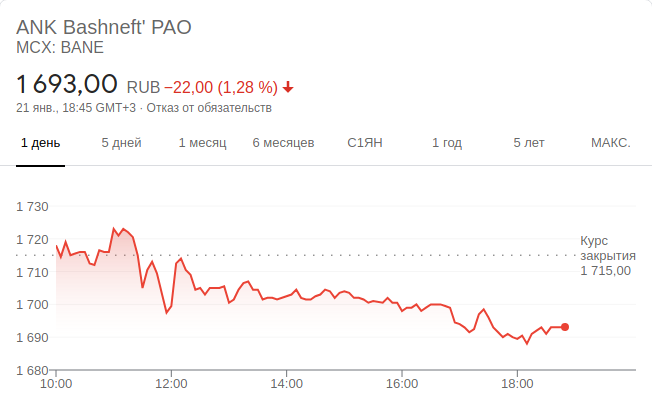 ANK Bashneft' PAO
MCX: BANE
1 693,00 RUB −22,00 (1,28 %)
21 янв., 18:45 GMT+3 · Отказ от обязательств
1 день 5 дней 1 месяц 6 месяцев С1ЯН 1 год 5 лет МАКС.
1 730
1 720
1 710
1 700
1 690
1 680
Курс
закрытия
1 715,00
10:00 12:00 14:00 16:00 18:00